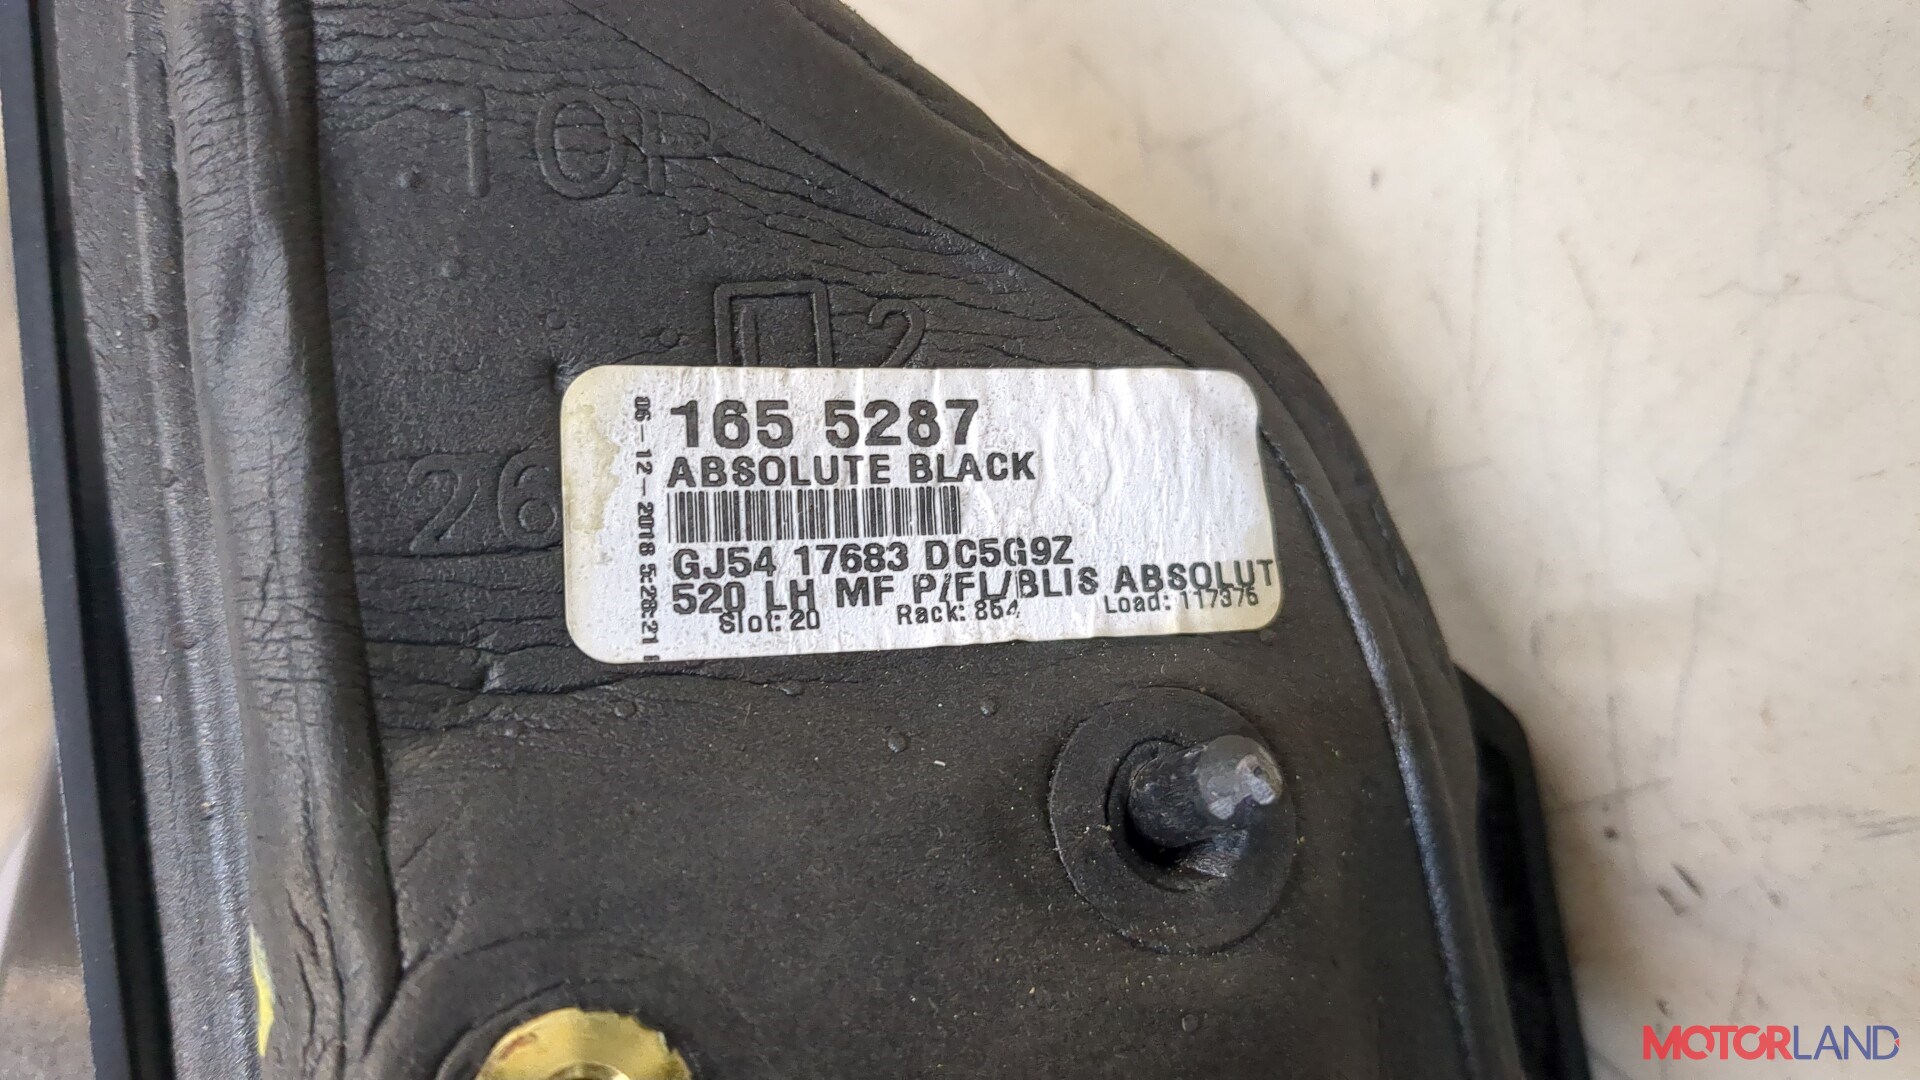 TOP
2
26
06-12-2018 5:28:21
165 5287
ABSOLUTE BLACK
GJ54 17683 DC5G9Z
520 LH MF P/FL/BLIS ABSOLUT
Slot: 20 Rack: 854 Load: 117376
MOTORLAND